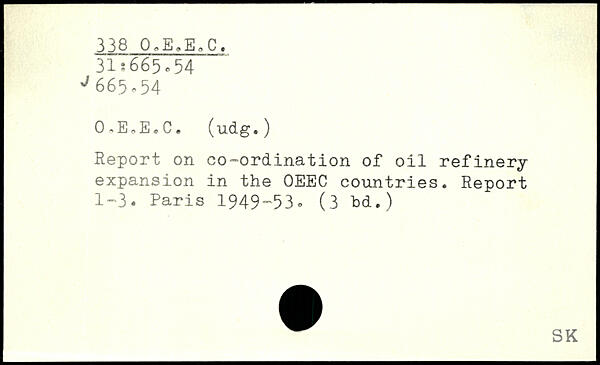 338 O.E.E.C.
31:665.54
√ 665.54
O.E.E.C. (udg.)
Report on co-ordination of oil refinery
expansion in the OEEC countries. Report
1-3. Paris 1949-53. (3 bd.)
SK